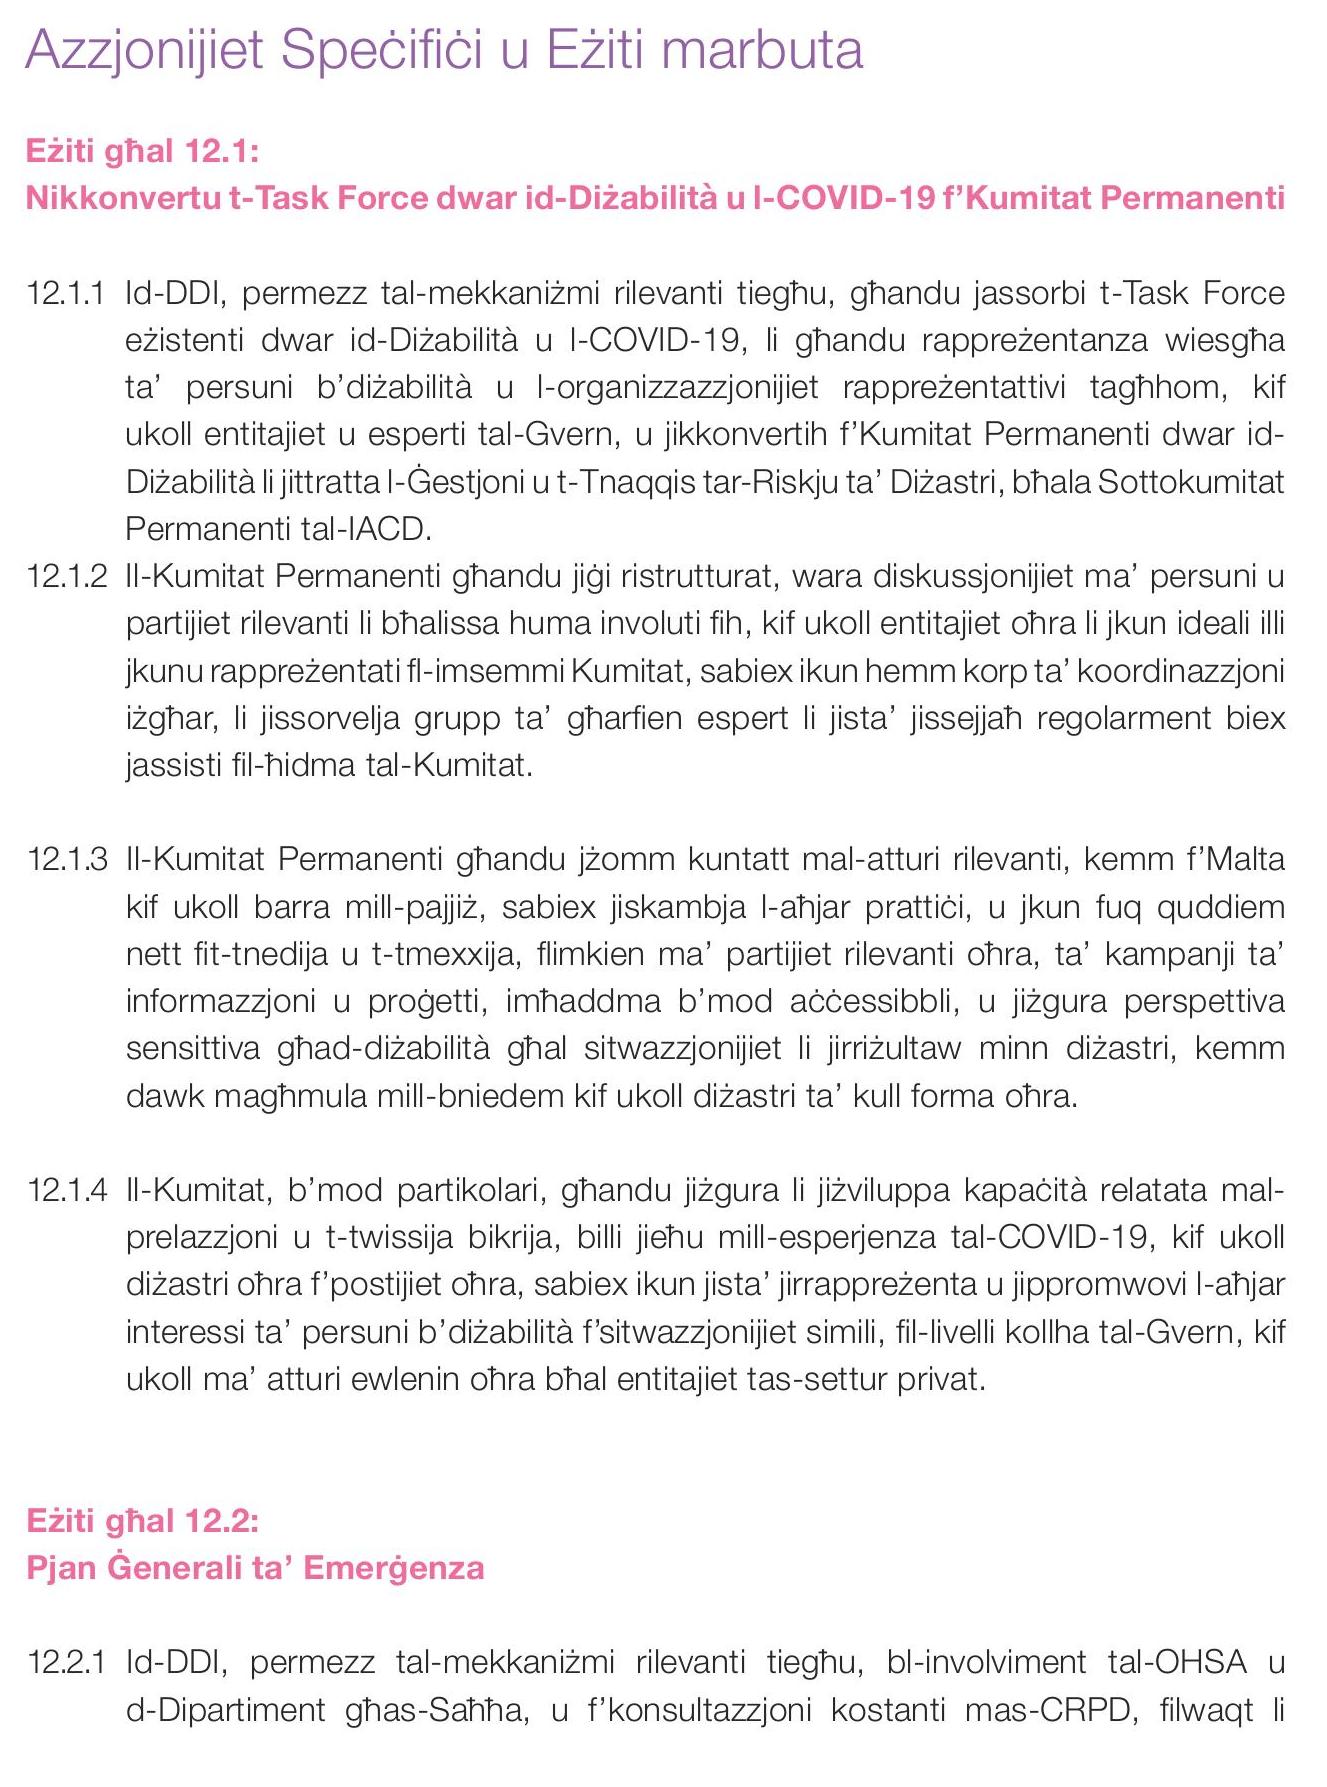 Azzjonijiet Speċifiċi u Eżiti marbuta
Eżiti għal 12.1:
Nikkonvertu t-Task Force dwar id-Diżabilità u l-COVID-19 f’Kumitat Permanenti
12.1.1 Id-DDI, permezz tal-mekkaniżmi rilevanti tiegħu, għandu jassorbi t-Task Force
eżistenti dwar id-Diżabilità u l-COVID-19, li għandu rappreżentanza wiesgħa
ta’ persuni b’diżabilità u l-organizzazzjonijiet rappreżentattivi tagħhom, kif
ukoll entitajiet u esperti tal-Gvern, u jikkonvertih f’Kumitat Permanenti dwar id-
Diżabilità li jittratta l-Ġestjoni u t-Tnaqqis tar-Riskju ta’ Diżastri, bħala Sottokumitat
Permanenti tal-IACD.
12.1.2 Il-Kumitat Permanenti għandu jiġi ristrutturat, wara diskussjonijiet ma’ persuni u
partijiet rilevanti li bħalissa huma involuti fih, kif ukoll entitajiet oħra li jkun ideali illi
jkunu rappreżentati fl-imsemmi Kumitat, sabiex ikun hemm korp ta’ koordinazzjoni
iżgħar, li jissorvelja grupp ta’ għarfien espert li jista’ jissejjaħ regolarment biex
jassisti fil-ħidma tal-Kumitat.
12.1.3 Il-Kumitat Permanenti għandu jżomm kuntatt mal-atturi rilevanti, kemm f’Malta
kif ukoll barra mill-pajjiż, sabiex jiskambja l-aħjar prattiċi, u jkun fuq quddiem
nett fit-tnedija u t-tmexxija, flimkien ma’ partijiet rilevanti oħra, ta’ kampanji ta’
informazzjoni u proġetti, imħaddma b’mod aċċessibbli, u jiżgura perspettiva
sensittiva għad-diżabilità għal sitwazzjonijiet li jirriżultaw minn diżastri, kemm
dawk magħmula mill-bniedem kif ukoll diżastri ta’ kull forma oħra.
12.1.4 Il-Kumitat, b’mod partikolari, għandu jiżgura li jiżviluppa kapaċità relatata mal-
prelazzjoni u t-twissija bikrija, billi jieħu mill-esperjenza tal-COVID-19, kif ukoll
diżastri oħra f’postijiet oħra, sabiex ikun jista’ jirrappreżenta u jippromwovi l-aħjar
interessi ta’ persuni b’diżabilità f’sitwazzjonijiet simili, fil-livelli kollha tal-Gvern, kif
ukoll ma’ atturi ewlenin oħra bħal entitajiet tas-settur privat.
Eżiti għal 12.2:
Pjan Ġenerali ta’ Emerġenza
12.2.1 Id-DDI, permezz tal-mekkaniżmi rilevanti tiegħu, bl-involviment tal-OHSA u
d-Dipartiment għas-Saħħa, u f’konsultazzjoni kostanti mas-CRPD, filwaqt li